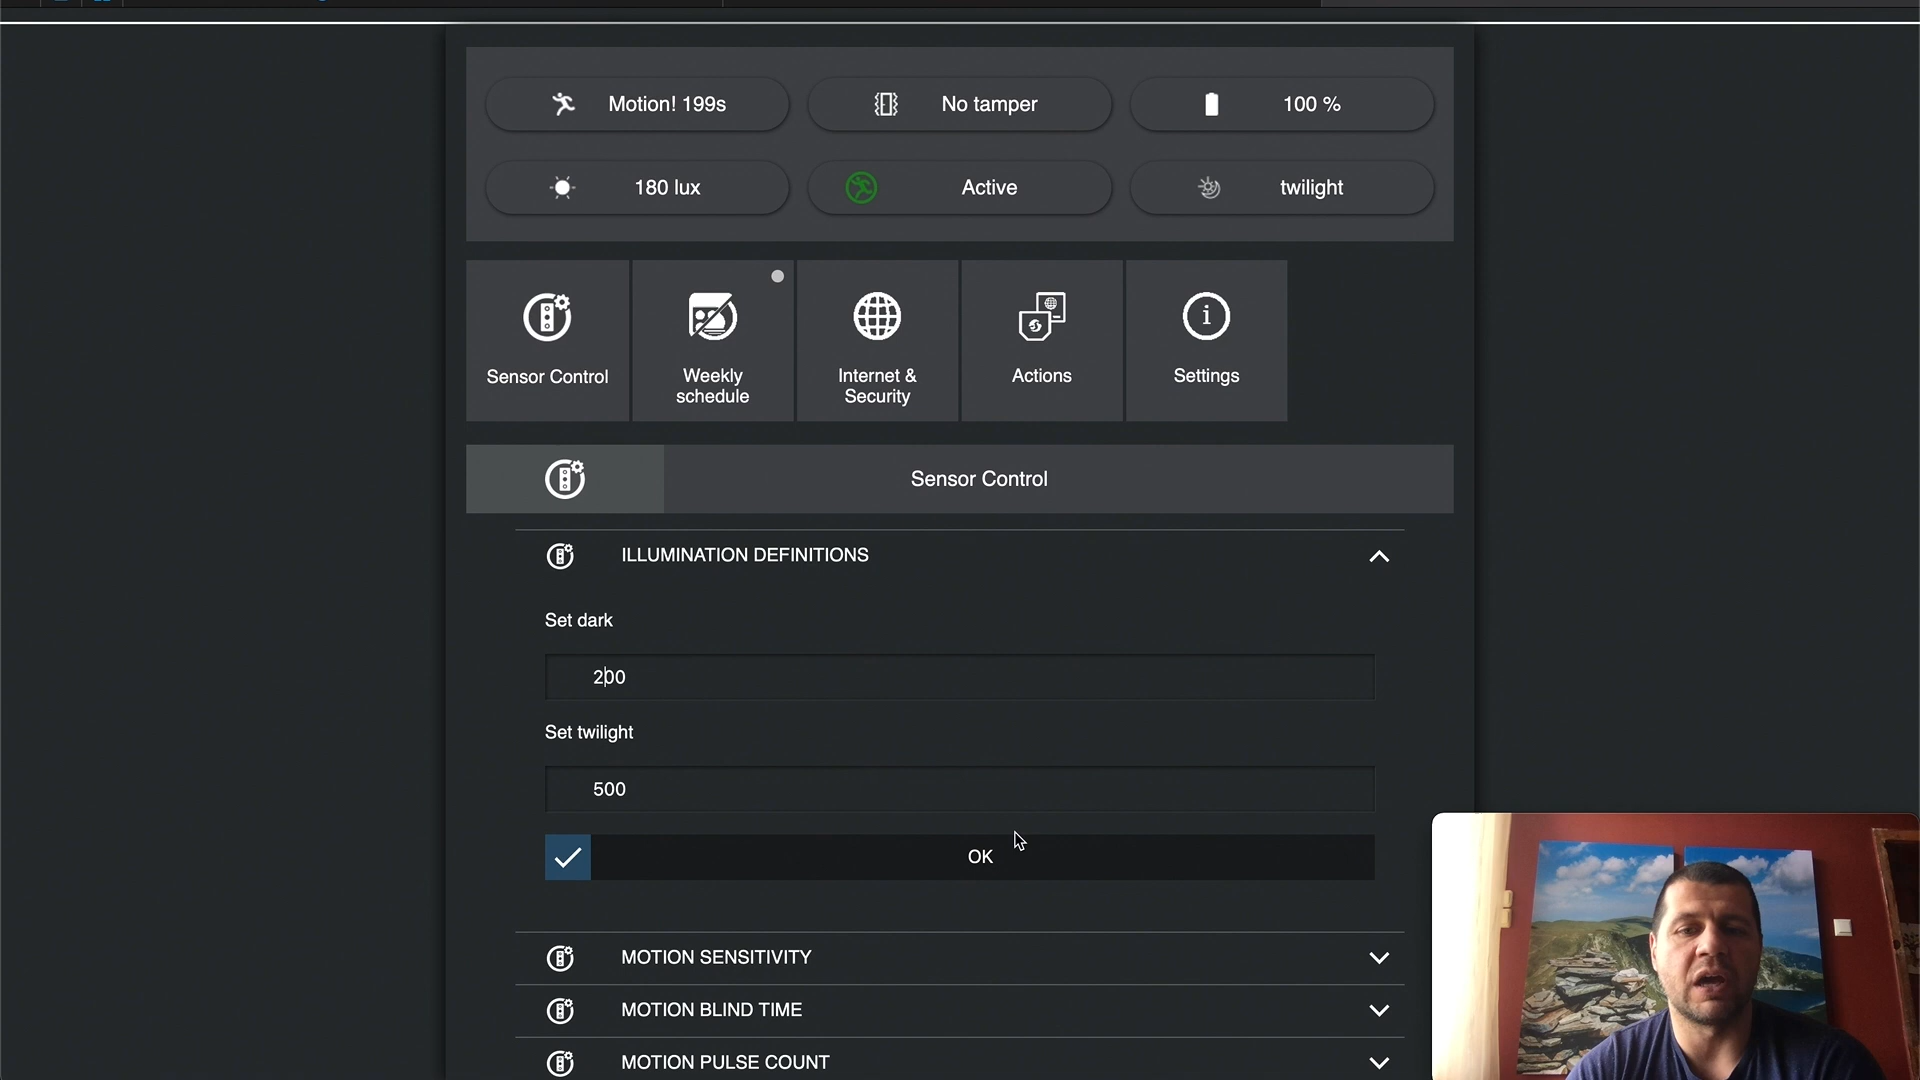 Motion! 199s
No tamper
100 %
180 lux
Active
twilight
Sensor Control
Weekly
schedule
Internet &
Security
Actions
Settings
Sensor Control
ILLUMINATION DEFINITIONS
Set dark
200
Set twilight
500
OK
MOTION SENSITIVITY
MOTION BLIND TIME
MOTION PULSE COUNT